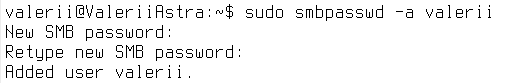 valerii@ValeriiAstra:~$ sudo smbpasswd -a valerii
New SMB password:
Retype new SMB password:
Added user valerii.